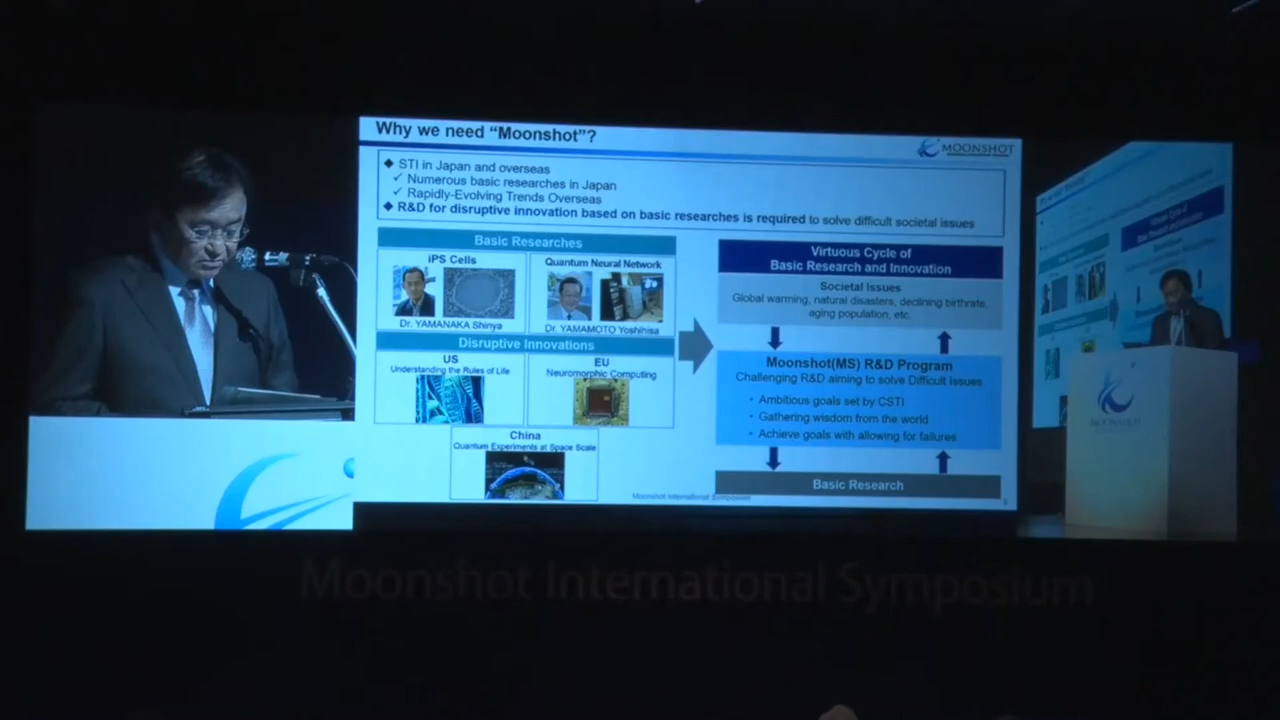 Why we need “Moonshot”?
MOONSHOT
◆ STI in Japan and overseas
✓ Numerous basic researches in Japan
✓ Rapidly-Evolving Trends Overseas
◆ R&D for disruptive innovation based on basic researches is required to solve difficult societal issues
Basic Researches
iPS Cells
Dr. YAMANAKA Shinya
Quantum Neural Network
Dr. YAMAMOTO Yoshihisa
Disruptive Innovations
US
Understanding the Rules of Life
EU
Neuromorphic Computing
China
Quantum Experiments at Space Scale
Virtuous Cycle of
Basic Research and Innovation
Societal Issues
Global warming, natural disasters, declining birthrate,
aging population, etc.
Moonshot(MS) R&D Program
Challenging R&D aiming to solve Difficult Issues
・ Ambitious goals set by CSTI
・ Gathering wisdom from the world
・ Achieve goals with allowing for failures
Basic Research
Moonshot International Symposium
MOONSHOT
Moonshot International Symposium